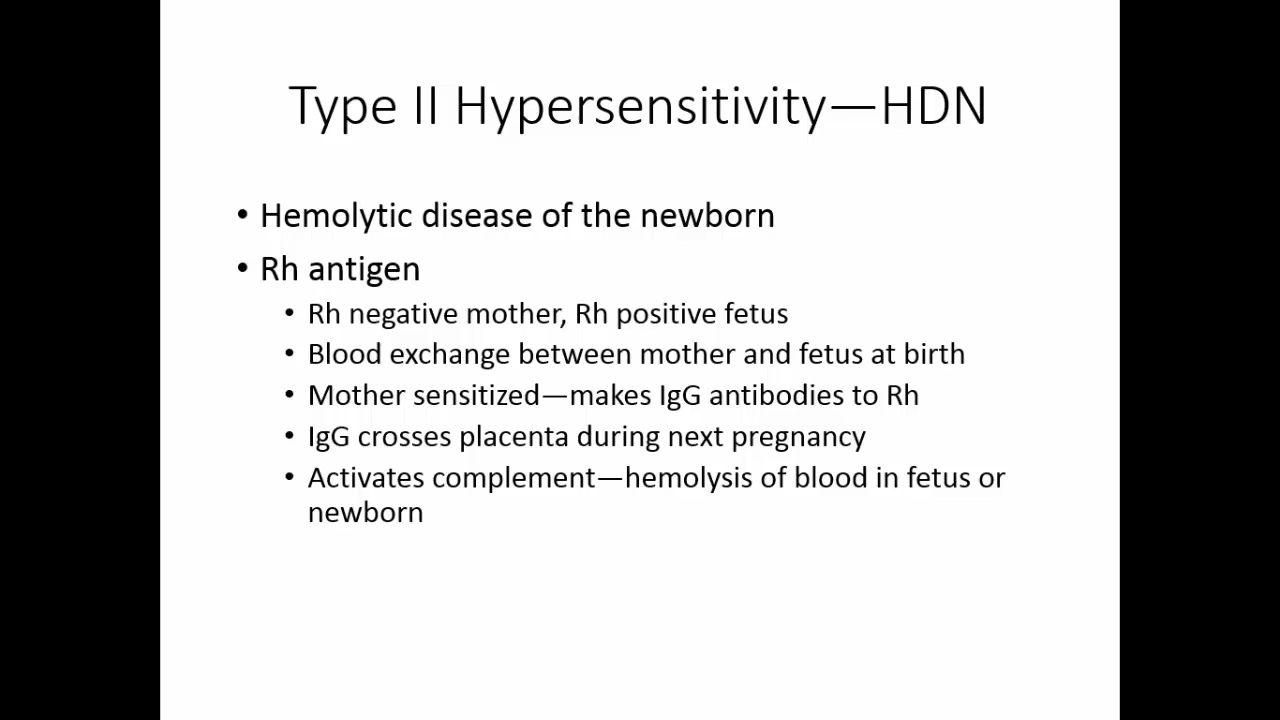 Type II Hypersensitivity—HDN
• Hemolytic disease of the newborn
• Rh antigen
• Rh negative mother, Rh positive fetus
• Blood exchange between mother and fetus at birth
• Mother sensitized—makes IgG antibodies to Rh
• IgG crosses placenta during next pregnancy
• Activates complement—hemolysis of blood in fetus or
newborn